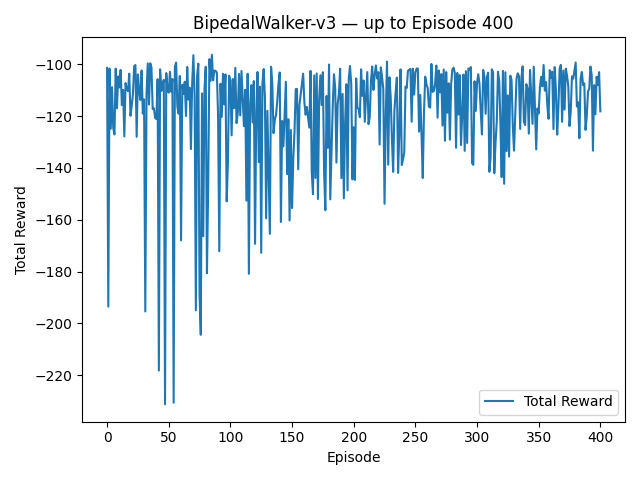 BipedalWalker-v3 — up to Episode 400
Total Reward
−100
−120
−140
−160
−180
−200
−220
0 50 100 150 200 250 300 350 400
Episode
Total Reward